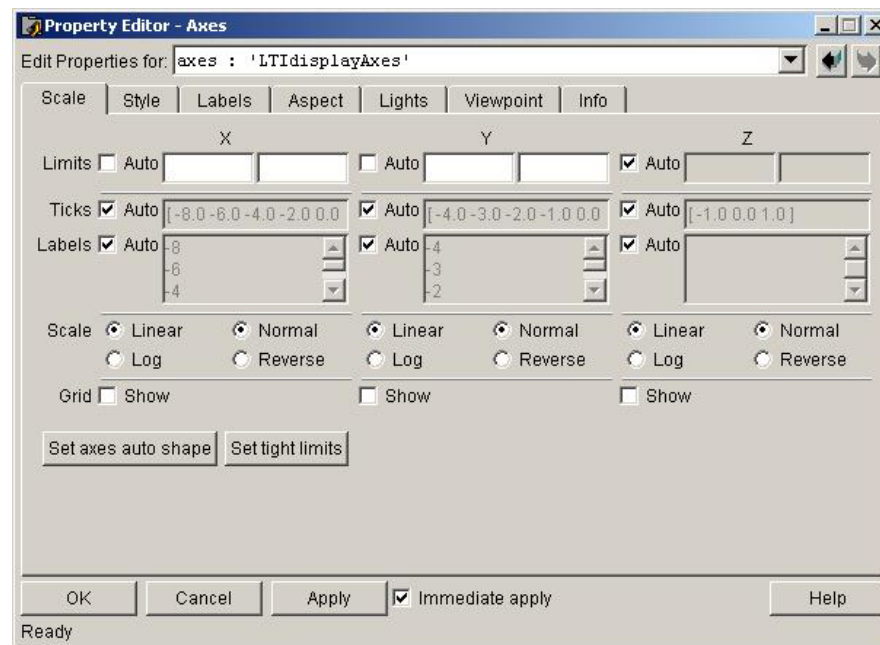 Property Editor - Axes
Edit Properties for: axes : 'LTIdisplayAxes'
Scale Style Labels Aspect Lights Viewpoint Info
X Y Z
Limits Auto Auto Auto
Ticks Auto [ -8.0 -6.0 -4.0 -2.0 0.0 Auto [ -4.0 -3.0 -2.0 -1.0 0.0 Auto [ -1.0 0.0 1.0 ]
Labels Auto -8 Auto -4 Auto
-6 -3
-4 -2
Scale Linear Normal Linear Normal Linear Normal
Log Reverse Log Reverse Log Reverse
Grid Show Show Show
Set axes auto shape Set tight limits
OK Cancel Apply Immediate apply Help
Ready